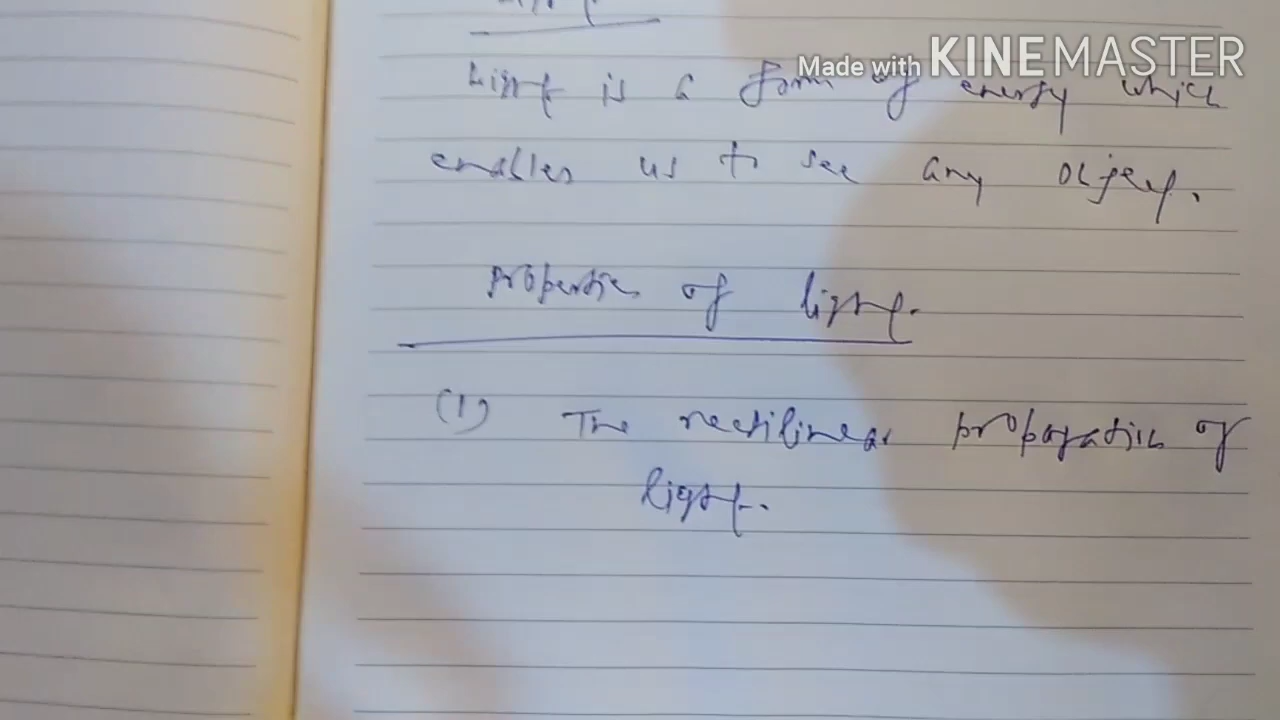 Made with KINEMASTER
Light is a form of energy which
enables us to see any object.
Properties of light.
(1) The rectilinear propagation of
light.